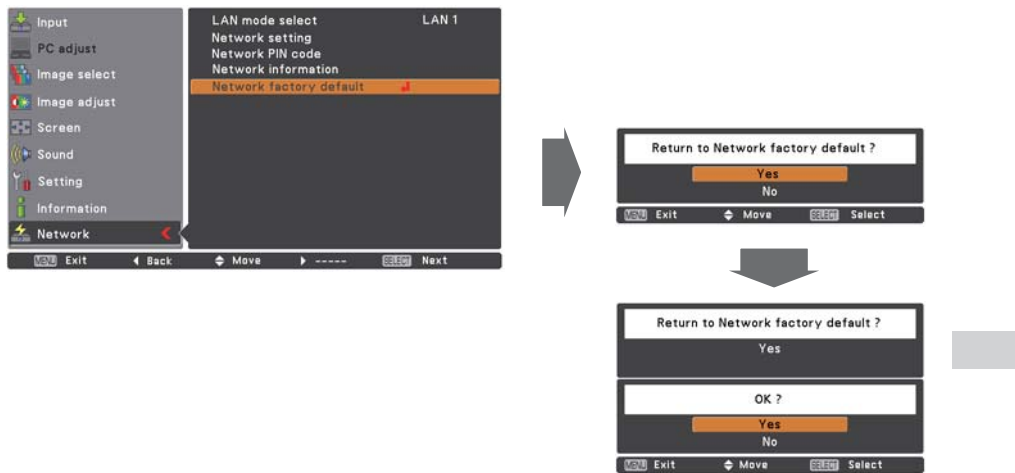 Input
PC adjust
Image select
Image adjust
Screen
Sound
Setting
Information
Network
LAN mode select LAN 1
Network setting
Network PIN code
Network information
Network factory default
MENU Exit Back Move ----- SELECT Next
Return to Network factory default ?
Yes
No
MENU Exit Move SELECT Select
Return to Network factory default ?
Yes
OK ?
Yes
No
MENU Exit Move SELECT Select